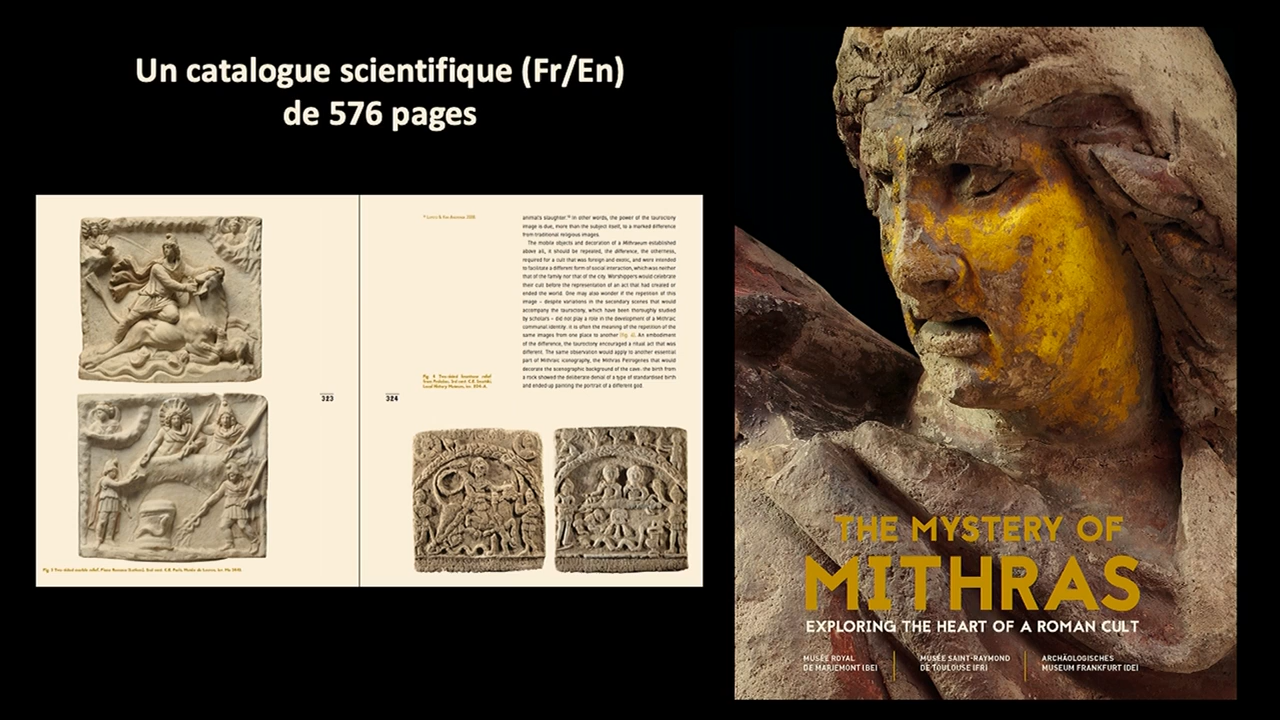 Un catalogue scientifique (Fr/En)
de 576 pages
animal's slaughter.¹⁰ In other words, the power of the tauroctony
image is due, more than the subject itself, to a marked difference
from traditional religious images.
The mobile objects and decoration of a Mithraeum established
above all, it should be repeated, the difference, the otherness,
required for a cult that was foreign and exotic, and were intended
to facilitate a different form of social interaction, which was neither
that of the family nor that of the city. Worshippers would celebrate
their cult before the representation of an act that had created or
ended the world. One may also wonder if the repetition of this
image – despite variations in the secondary scenes that would
accompany the tauroctony, which have been thoroughly studied
by scholars – did not play a role in the development of a Mithraic
communal identity: it is often the meaning of the repetition of the
same images from one place to another. An embodiment
of the difference, the tauroctony encouraged a ritual act that was
different. The same observation would apply to another essential
part of Mithraic iconography, the Mithras Petrogenes that would
decorate the scenographic background of the cave: the birth from
a rock showed the deliberate denial of a type of standardised birth
and ended up painting the portrait of a different god.
323
324
THE MYSTERY OF
MITHRAS
EXPLORING THE HEART OF A ROMAN CULT
MUSÉE ROYAL
DE MARIEMONT (BE)
MUSÉE SAINT-RAYMOND
DE TOULOUSE (FR)
ARCHÄOLOGISCHES
MUSEUM FRANKFURT (DE)